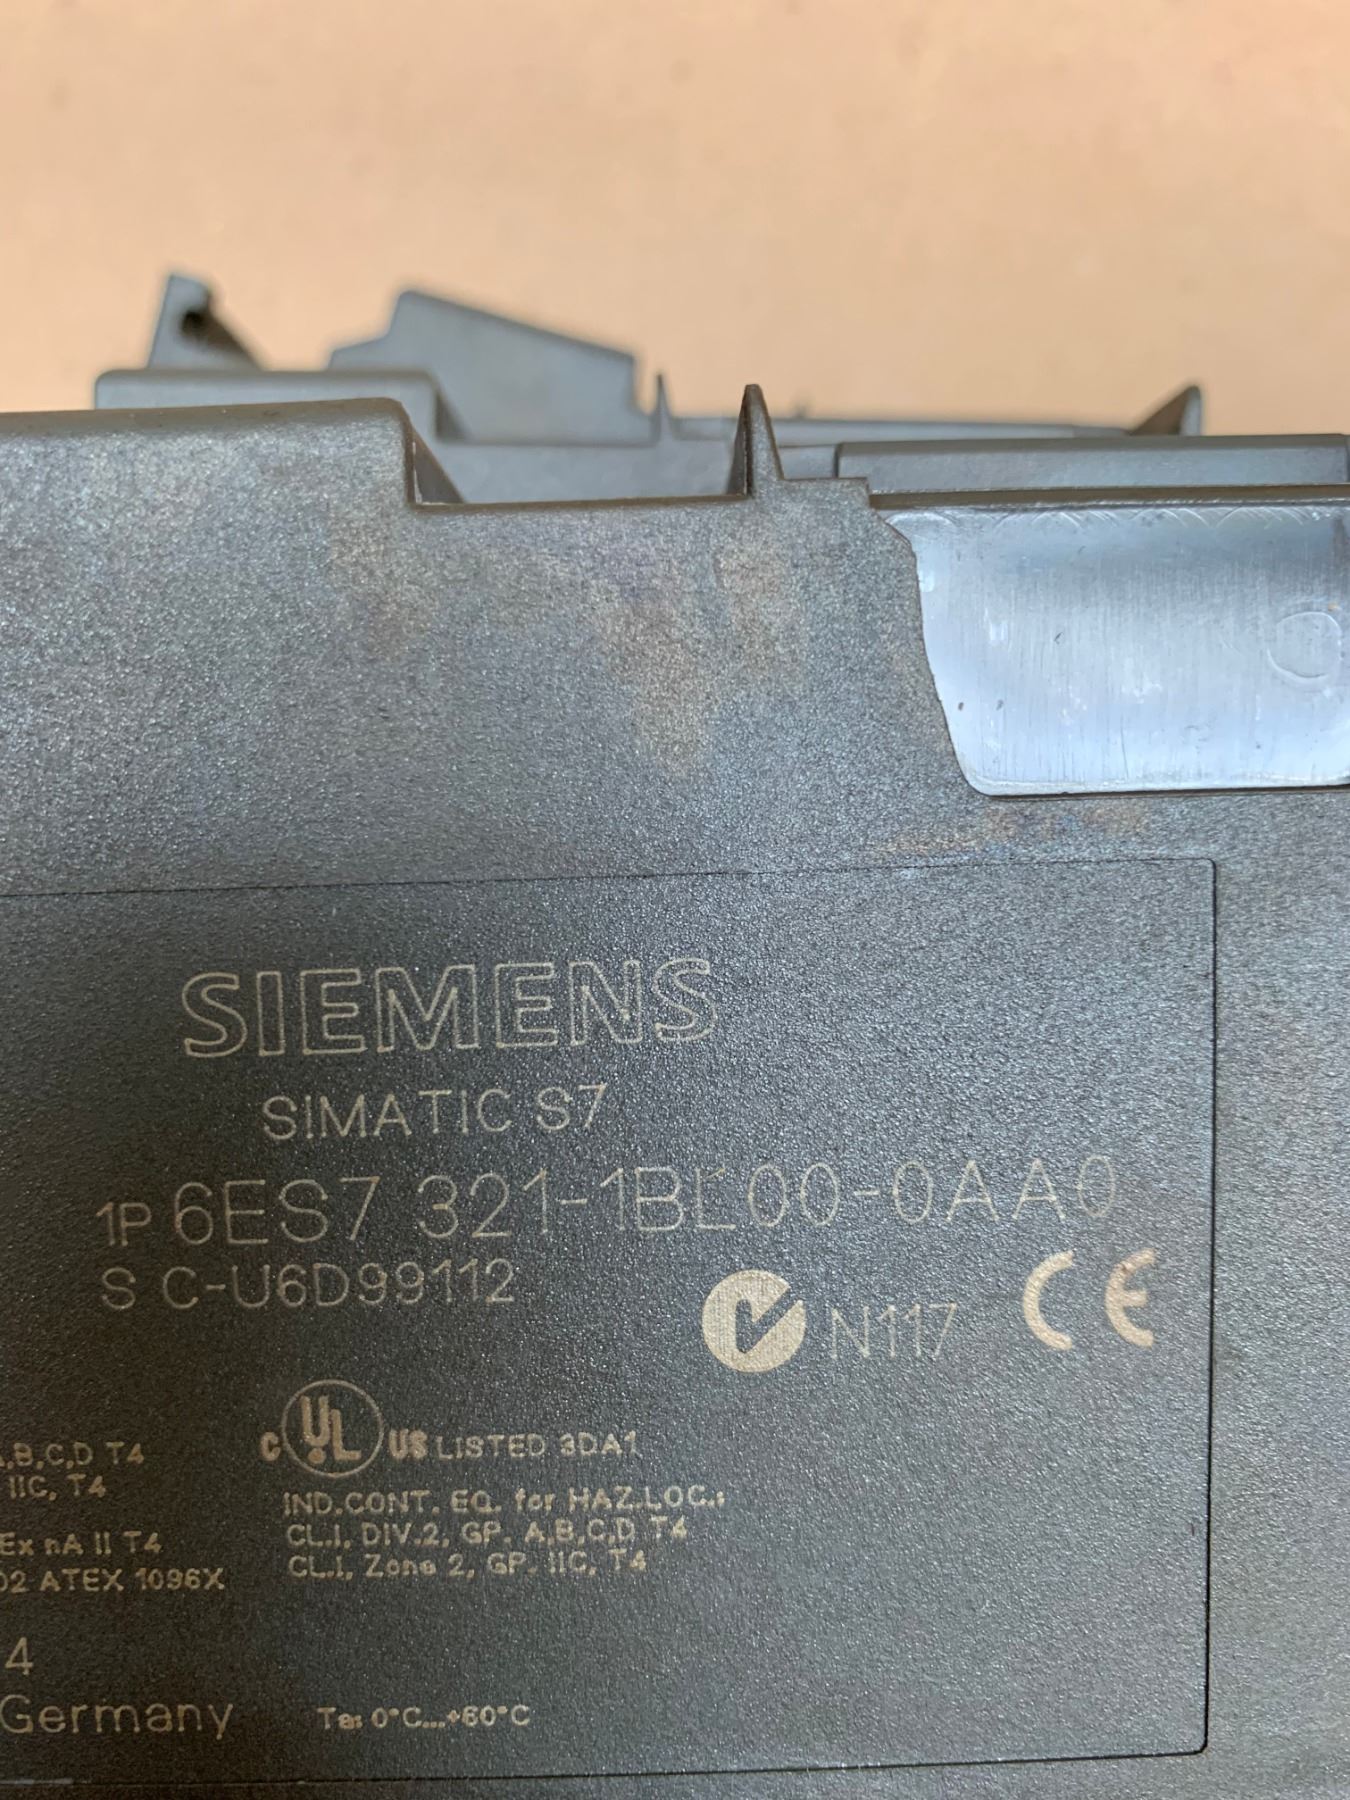 SIEMENS
SIMATIC S7
1P 6ES7 321-1BL00-0AA0
S C-U6D99112
N117 CE
A,B,C,D T4
IIC, T4
Ex nA II T4
02 ATEX 1096X
c UL US LISTED 3DA1
IND.CONT. EQ. for HAZ.LOC.:
CL.I, DIV.2, GP. A,B,C,D T4
CL.I, Zone 2, GP. IIC, T4
4
Germany
Ta: 0°C...+60°C